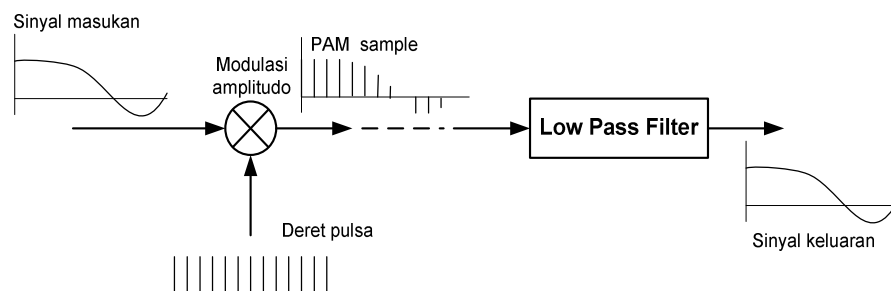 Sinyal masukan
PAM sample
Modulasi
amplitudo
Low Pass Filter
Deret pulsa
Sinyal keluaran